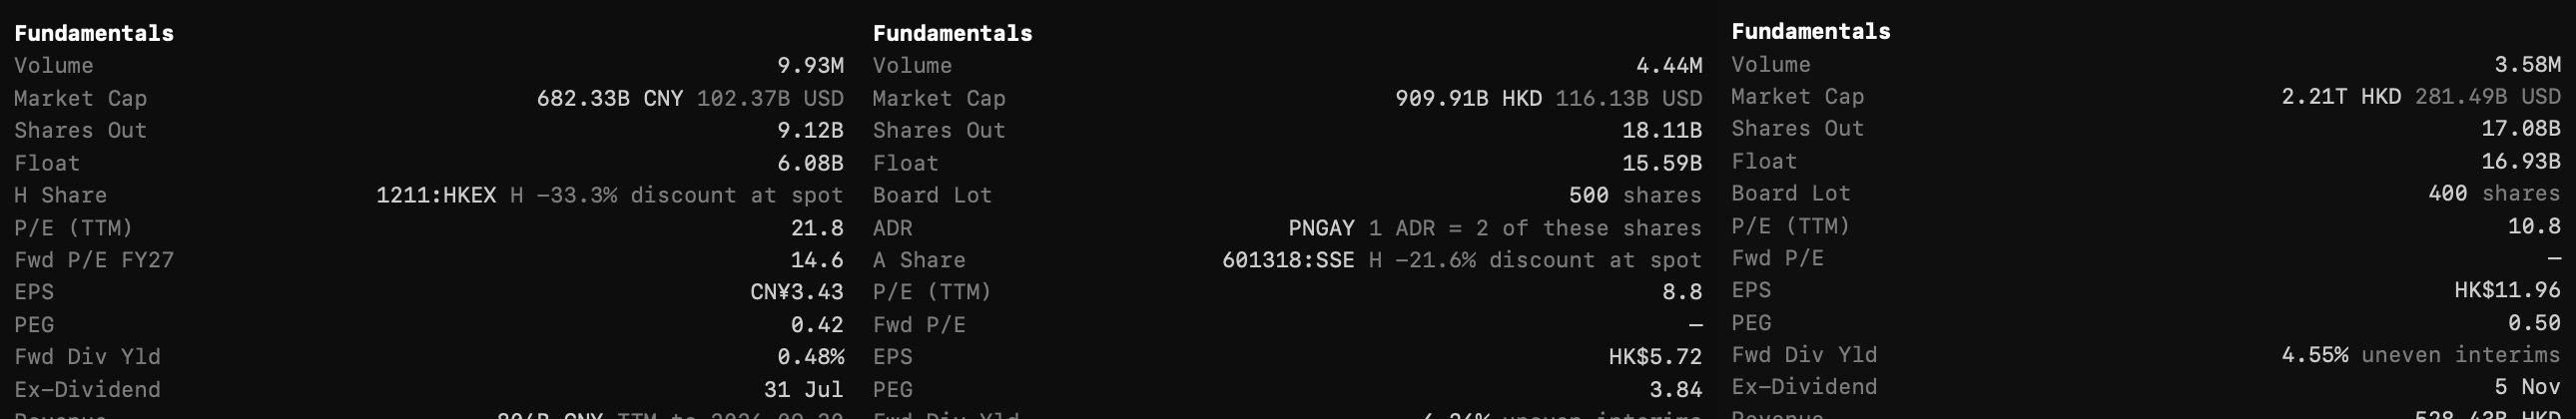 Fundamentals
Volume 9.93M
Market Cap 682.33B CNY 102.37B USD
Shares Out 9.12B
Float 6.08B
H Share 1211:HKEX H −33.3% discount at spot
P/E (TTM) 21.8
Fwd P/E FY27 14.6
EPS CN¥3.43
PEG 0.42
Fwd Div Yld 0.48%
Ex−Dividend 31 Jul
Fundamentals
Volume 4.44M
Market Cap 909.91B HKD 116.13B USD
Shares Out 18.11B
Float 15.59B
Board Lot 500 shares
ADR PNGAY 1 ADR = 2 of these shares
A Share 601318:SSE H −21.6% discount at spot
P/E (TTM) 8.8
Fwd P/E —
EPS HK$5.72
PEG 3.84
Fundamentals
Volume 3.58M
Market Cap 2.21T HKD 281.49B USD
Shares Out 17.08B
Float 16.93B
Board Lot 400 shares
P/E (TTM) 10.8
Fwd P/E —
EPS HK$11.96
PEG 0.50
Fwd Div Yld 4.55% uneven interims
Ex−Dividend 5 Nov